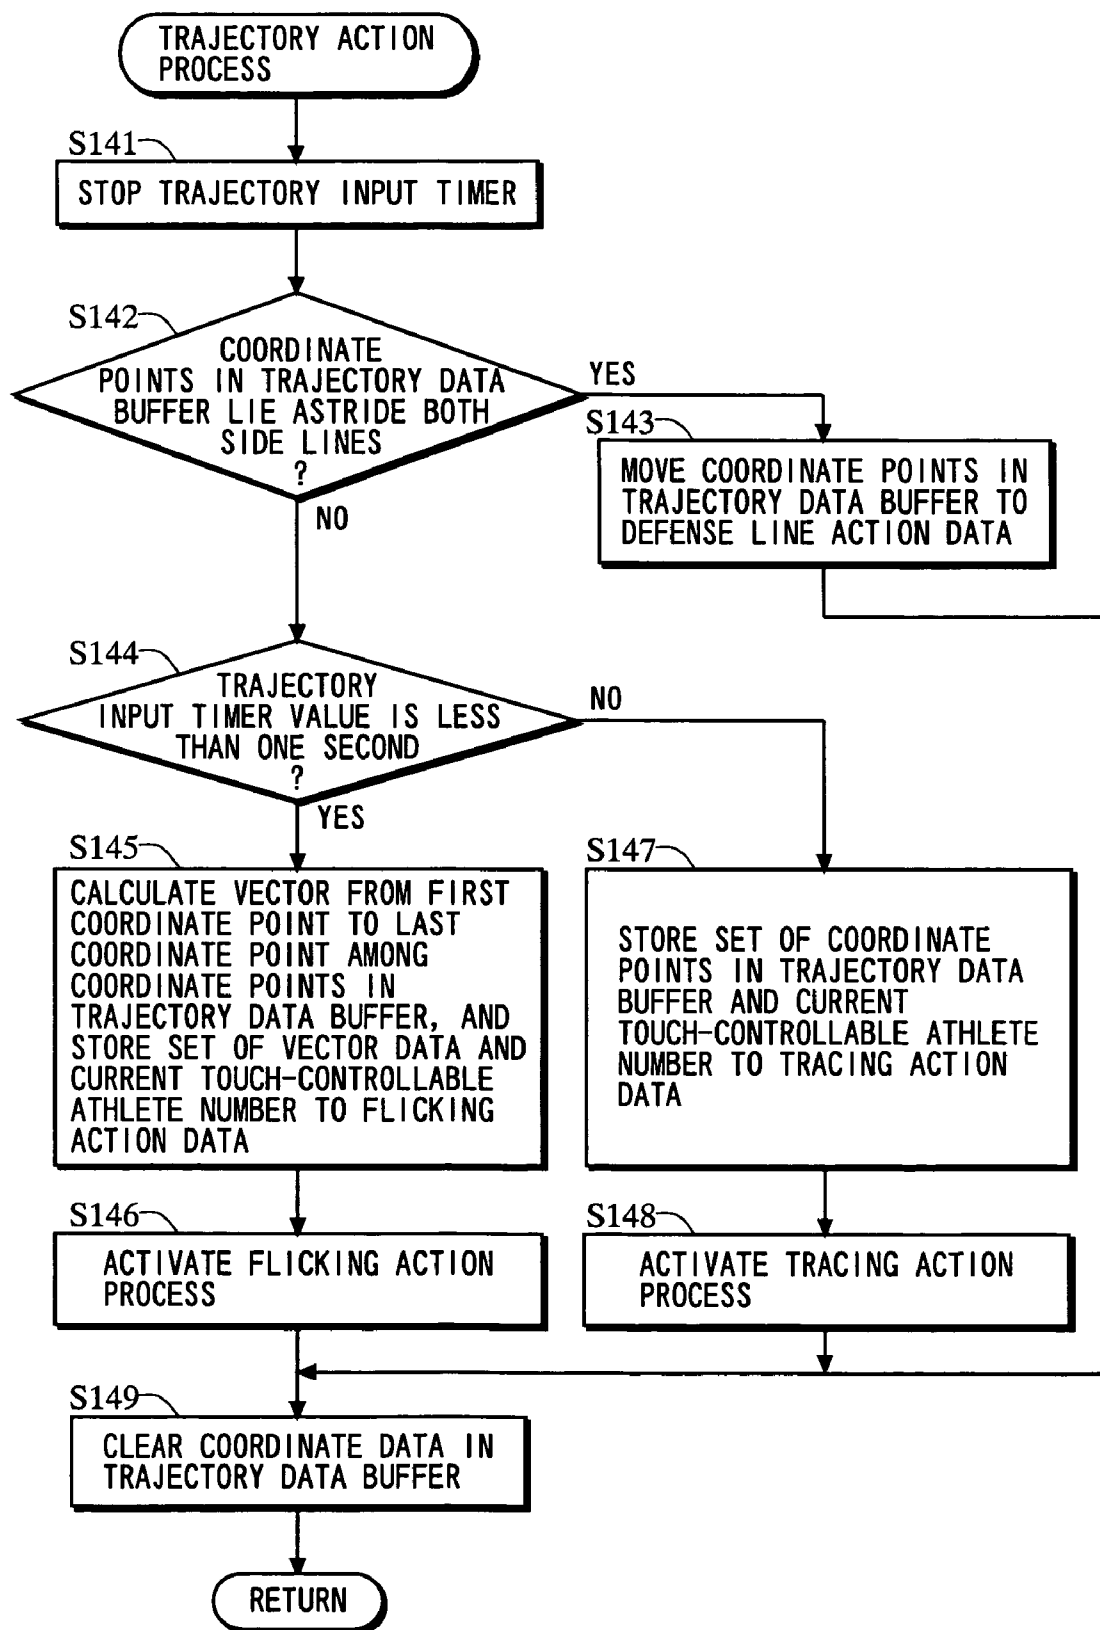 TRAJECTORY ACTION
PROCESS
S141
STOP TRAJECTORY INPUT TIMER
S142
COORDINATE
POINTS IN TRAJECTORY DATA
BUFFER LIE ASTRIDE BOTH
SIDE LINES
?
YES
NO
S143
MOVE COORDINATE POINTS IN
TRAJECTORY DATA BUFFER TO
DEFENSE LINE ACTION DATA
S144
TRAJECTORY
INPUT TIMER VALUE IS LESS
THAN ONE SECOND
?
NO
YES
S145
CALCULATE VECTOR FROM FIRST
COORDINATE POINT TO LAST
COORDINATE POINT AMONG
COORDINATE POINTS IN
TRAJECTORY DATA BUFFER, AND
STORE SET OF VECTOR DATA AND
CURRENT TOUCH-CONTROLLABLE
ATHLETE NUMBER TO FLICKING
ACTION DATA
S147
STORE SET OF COORDINATE
POINTS IN TRAJECTORY DATA
BUFFER AND CURRENT
TOUCH-CONTROLLABLE ATHLETE
NUMBER TO TRACING ACTION
DATA
S146
ACTIVATE FLICKING ACTION
PROCESS
S148
ACTIVATE TRACING ACTION
PROCESS
S149
CLEAR COORDINATE DATA IN
TRAJECTORY DATA BUFFER
RETURN